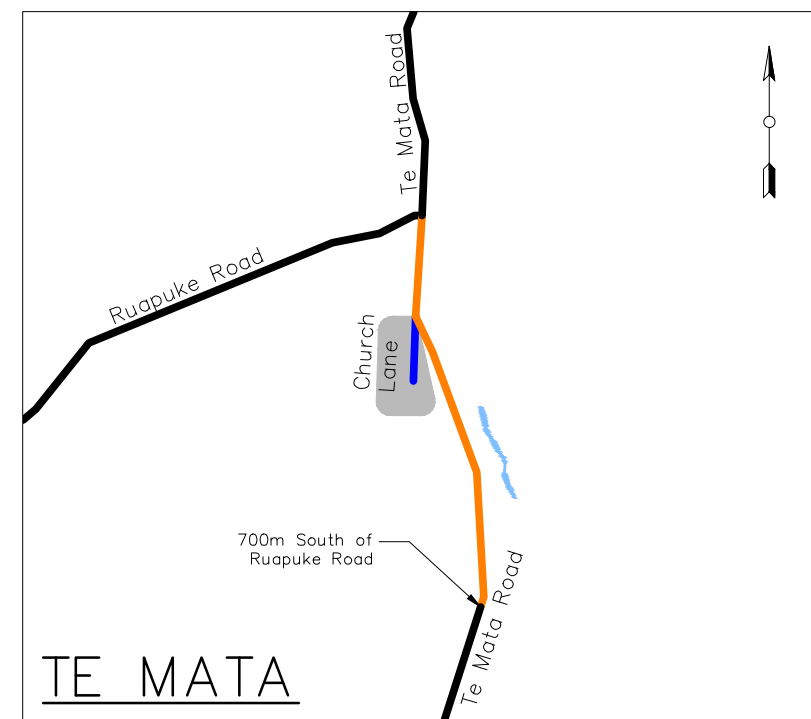 Te Mata Road
Ruapuke Road
Church
Lane
700m South of
Ruapuke Road
Te Mata Road
TE MATA